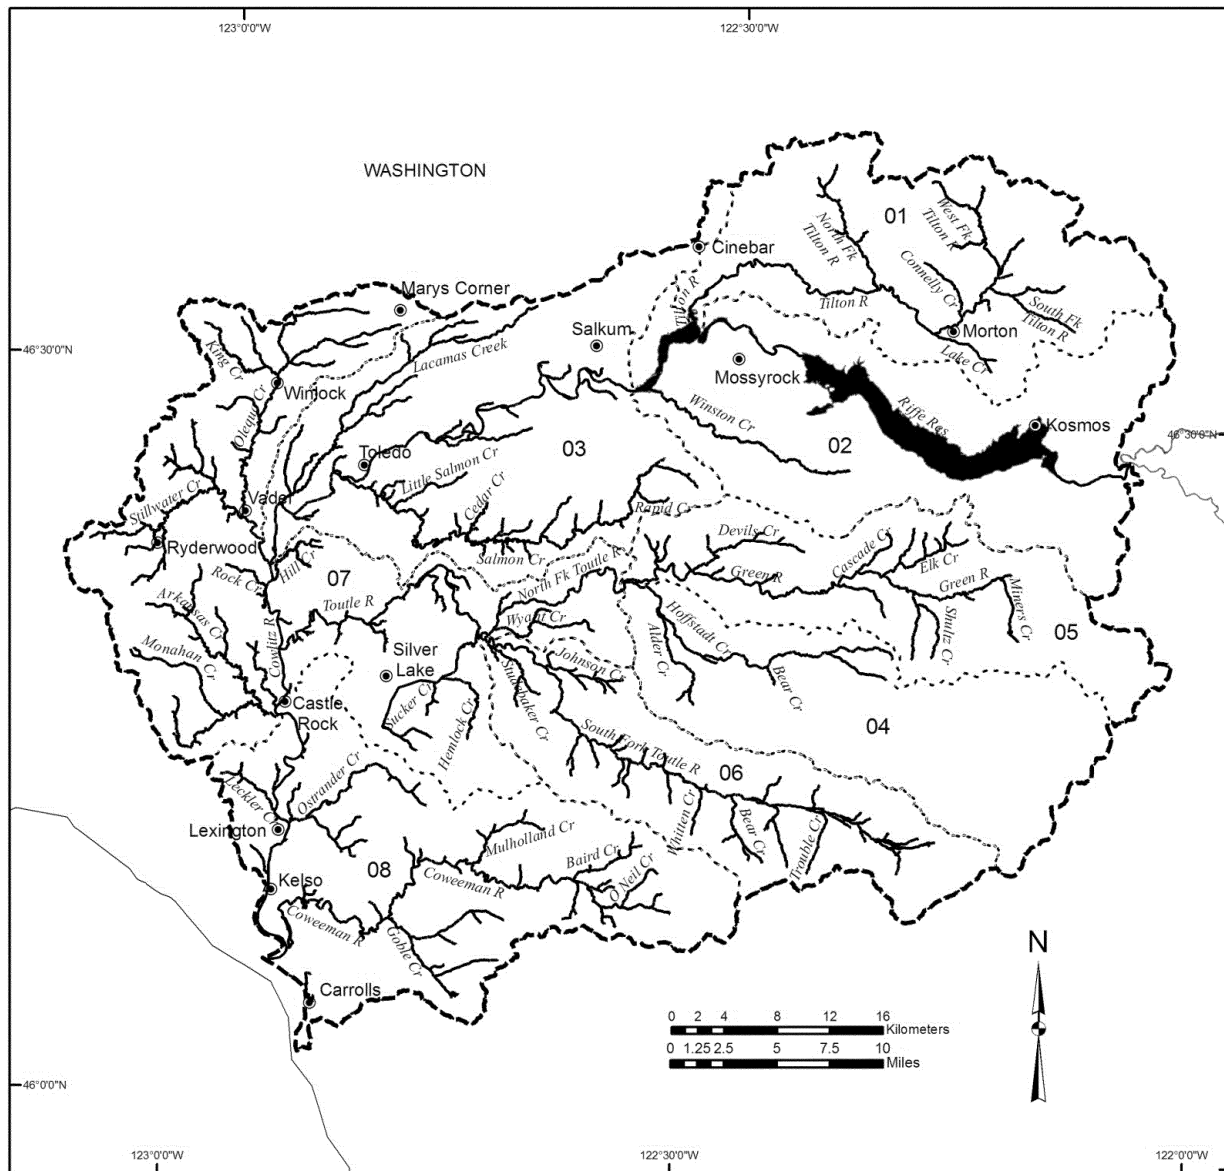 123°0'0"W
122°30'0"W
WASHINGTON
01
North Fk
Tilton R
West Fk
Tilton R
Cinebar
Connelly Cr
Tilton R
Tilton R
South Fk
Tilton R
Marys Corner
Morton
Salkum
Lake Cr
46°30'0"N
King Cr
Lacamas Creek
Mossyrock
Winlock
Olequa Cr
Winston Cr
Riffe Res
Kosmos
46°30'0"N
Toledo
03
02
Little Salmon Cr
Stillwater Cr
Vader
Cedar Cr
Rapid Cr
Ryderwood
Devils Cr
Cascade Cr
Elk Cr
Salmon Cr
Hill Cr
Rock Cr
07
North Fk Toutle R
Green R
Green R
Miners Cr
Arkansas Cr
Toutle R
Wyant Cr
Hoffstadt Cr
Shultz Cr
05
Monahan Cr
Cowlitz R
Silver
Lake
Johnson Cr
Alder Cr
Bear Cr
Studebaker Cr
Sucker Cr
Castle
Rock
Hemlock Cr
04
South Fork Toutle R
06
Leckler Cr
Ostrander Cr
Whitten Cr
Bear Cr
Trouble Cr
Lexington
Mulholland Cr
Baird Cr
08
Coweeman R
O Neil Cr
Kelso
Coweeman R
Goble Cr
N
Carrolls
0 2 4 8 12 16
Kilometers
0 1.25 2.5 5 7.5 10
Miles
46°0'0"N
123°0'0"W
122°30'0"W
122°0'0"W